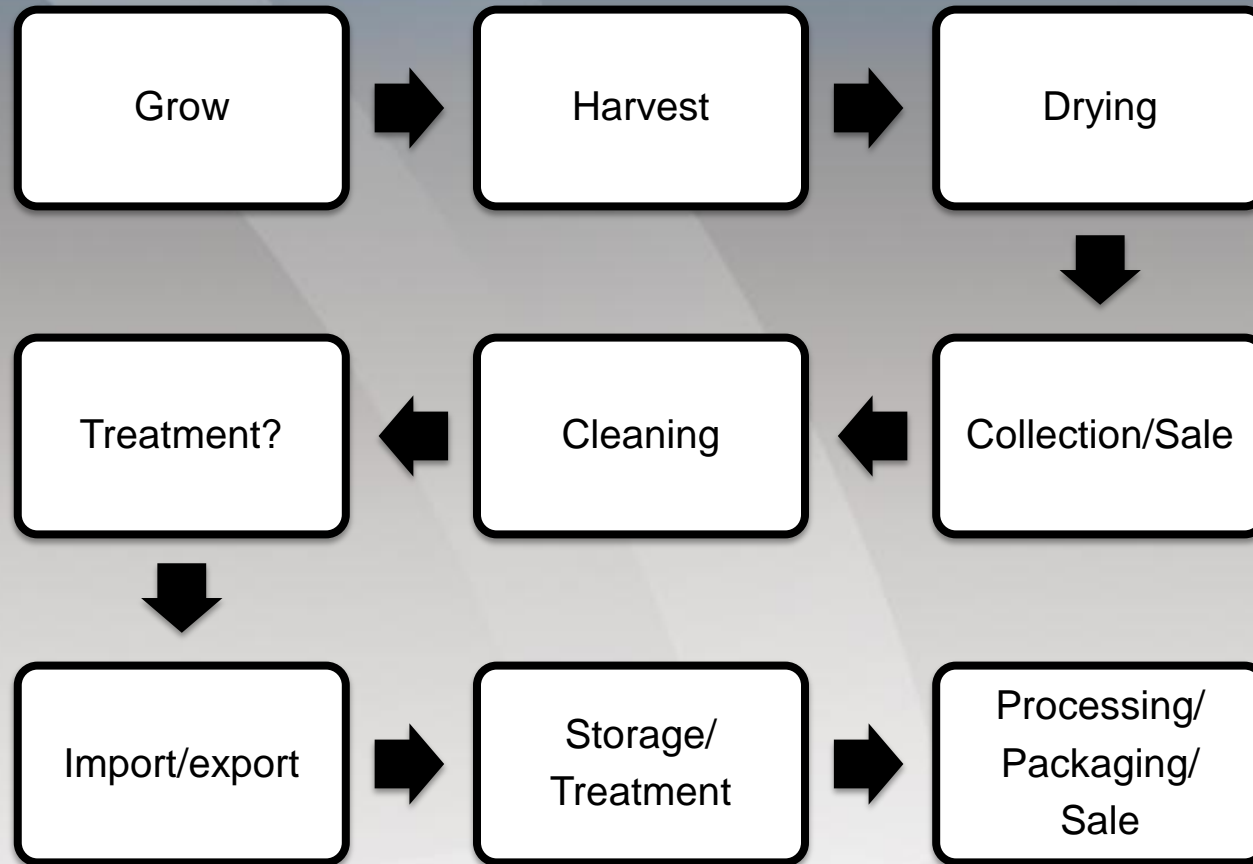 Grow
Harvest
Drying
Collection/Sale
Cleaning
Treatment?
Import/export
Storage/
Treatment
Processing/
Packaging/
Sale